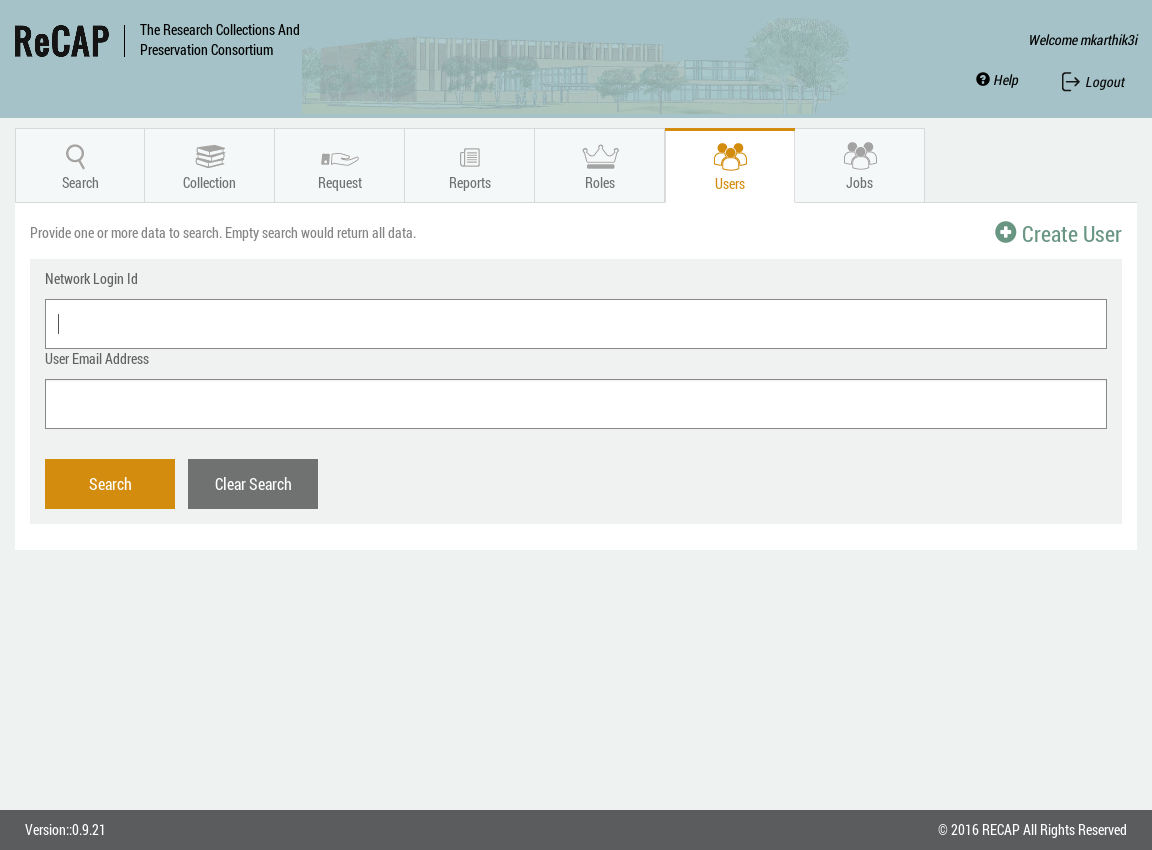 ReCAP
The Research Collections And
Preservation Consortium
Welcome mkarthik3i
Help
Logout
Search
Collection
Request
Reports
Roles
Users
Jobs
Provide one or more data to search. Empty search would return all data.
Create User
Network Login Id
User Email Address
Search
Clear Search
Version::0.9.21
© 2016 RECAP All Rights Reserved